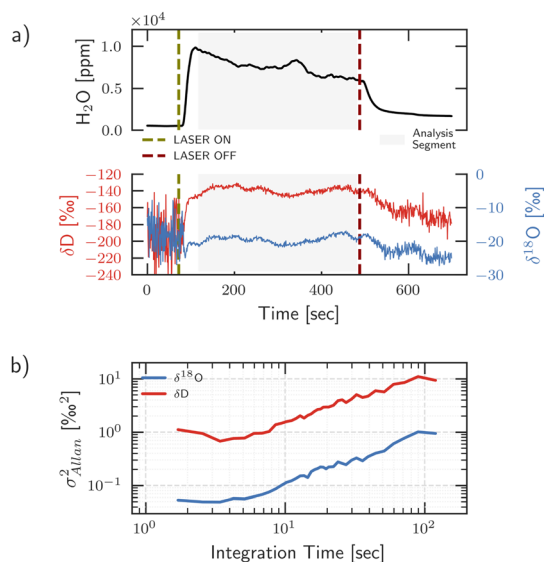 a)
×10⁴
H₂O [ppm]
1.0
0.5
0.0
LASER ON
LASER OFF
Analysis
Segment
−120
−140
−160
−180
−200
−220
−240
δD [‰]
0
−10
−20
−30
δ¹⁸O [‰]
0
200
400
600
Time [sec]
b)
δ¹⁸O
δD
σ²Allan [‰²]
10¹
10⁰
10⁻¹
10⁰
10¹
10²
Integration Time [sec]